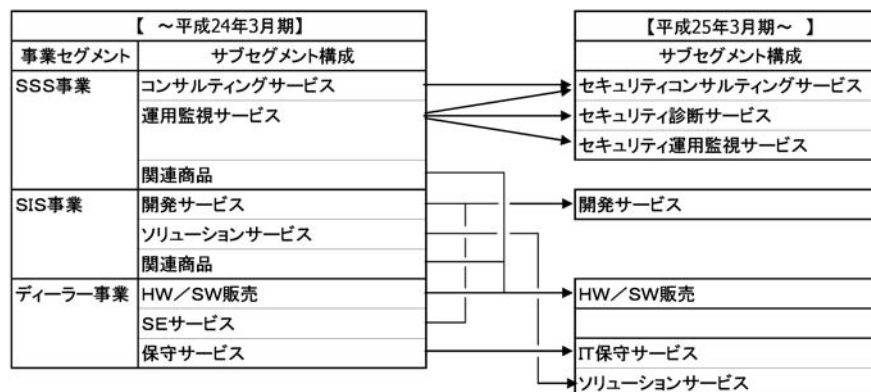 【 ～平成24年3月期】 【平成25年3月期～ 】
事業セグメント サブセグメント構成 サブセグメント構成
SSS事業 コンサルティングサービス セキュリティコンサルティングサービス
運用監視サービス セキュリティ診断サービス
セキュリティ運用監視サービス
関連商品
SIS事業 開発サービス 開発サービス
ソリューションサービス
関連商品
ディーラー事業 HW／SW販売 HW／SW販売
SEサービス
保守サービス IT保守サービス
ソリューションサービス